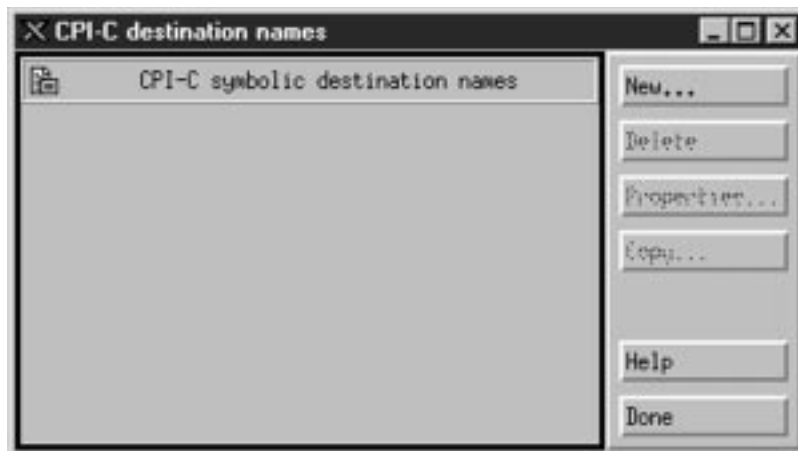 CPI-C destination names
CPI-C symbolic destination names
New...
Delete
Properties...
Copy...
Help
Done